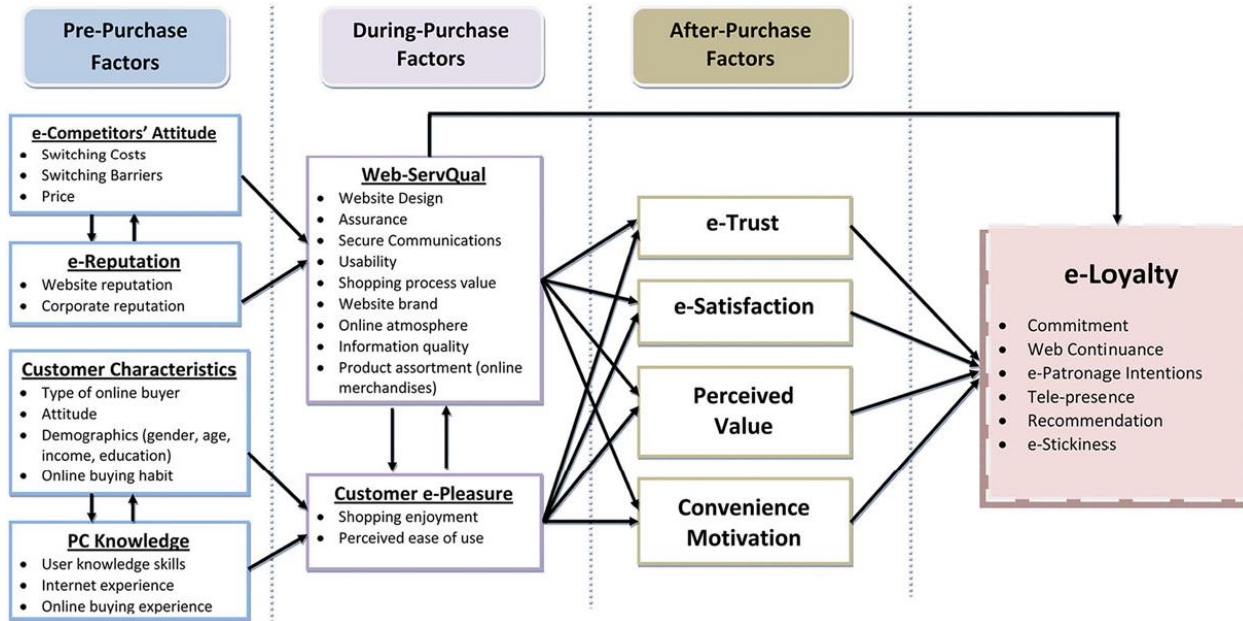 Pre-Purchase
Factors
During-Purchase
Factors
After-Purchase
Factors
e-Competitors' Attitude
• Switching Costs
• Switching Barriers
• Price
e-Reputation
• Website reputation
• Corporate reputation
Customer Characteristics
• Type of online buyer
• Attitude
• Demographics (gender, age,
income, education)
• Online buying habit
PC Knowledge
• User knowledge skills
• Internet experience
• Online buying experience
Web-ServQual
• Website Design
• Assurance
• Secure Communications
• Usability
• Shopping process value
• Website brand
• Online atmosphere
• Information quality
• Product assortment (online
merchandises)
Customer e-Pleasure
• Shopping enjoyment
• Perceived ease of use
e-Trust
e-Satisfaction
Perceived
Value
Convenience
Motivation
e-Loyalty
• Commitment
• Web Continuance
• e-Patronage Intentions
• Tele-presence
• Recommendation
• e-Stickiness